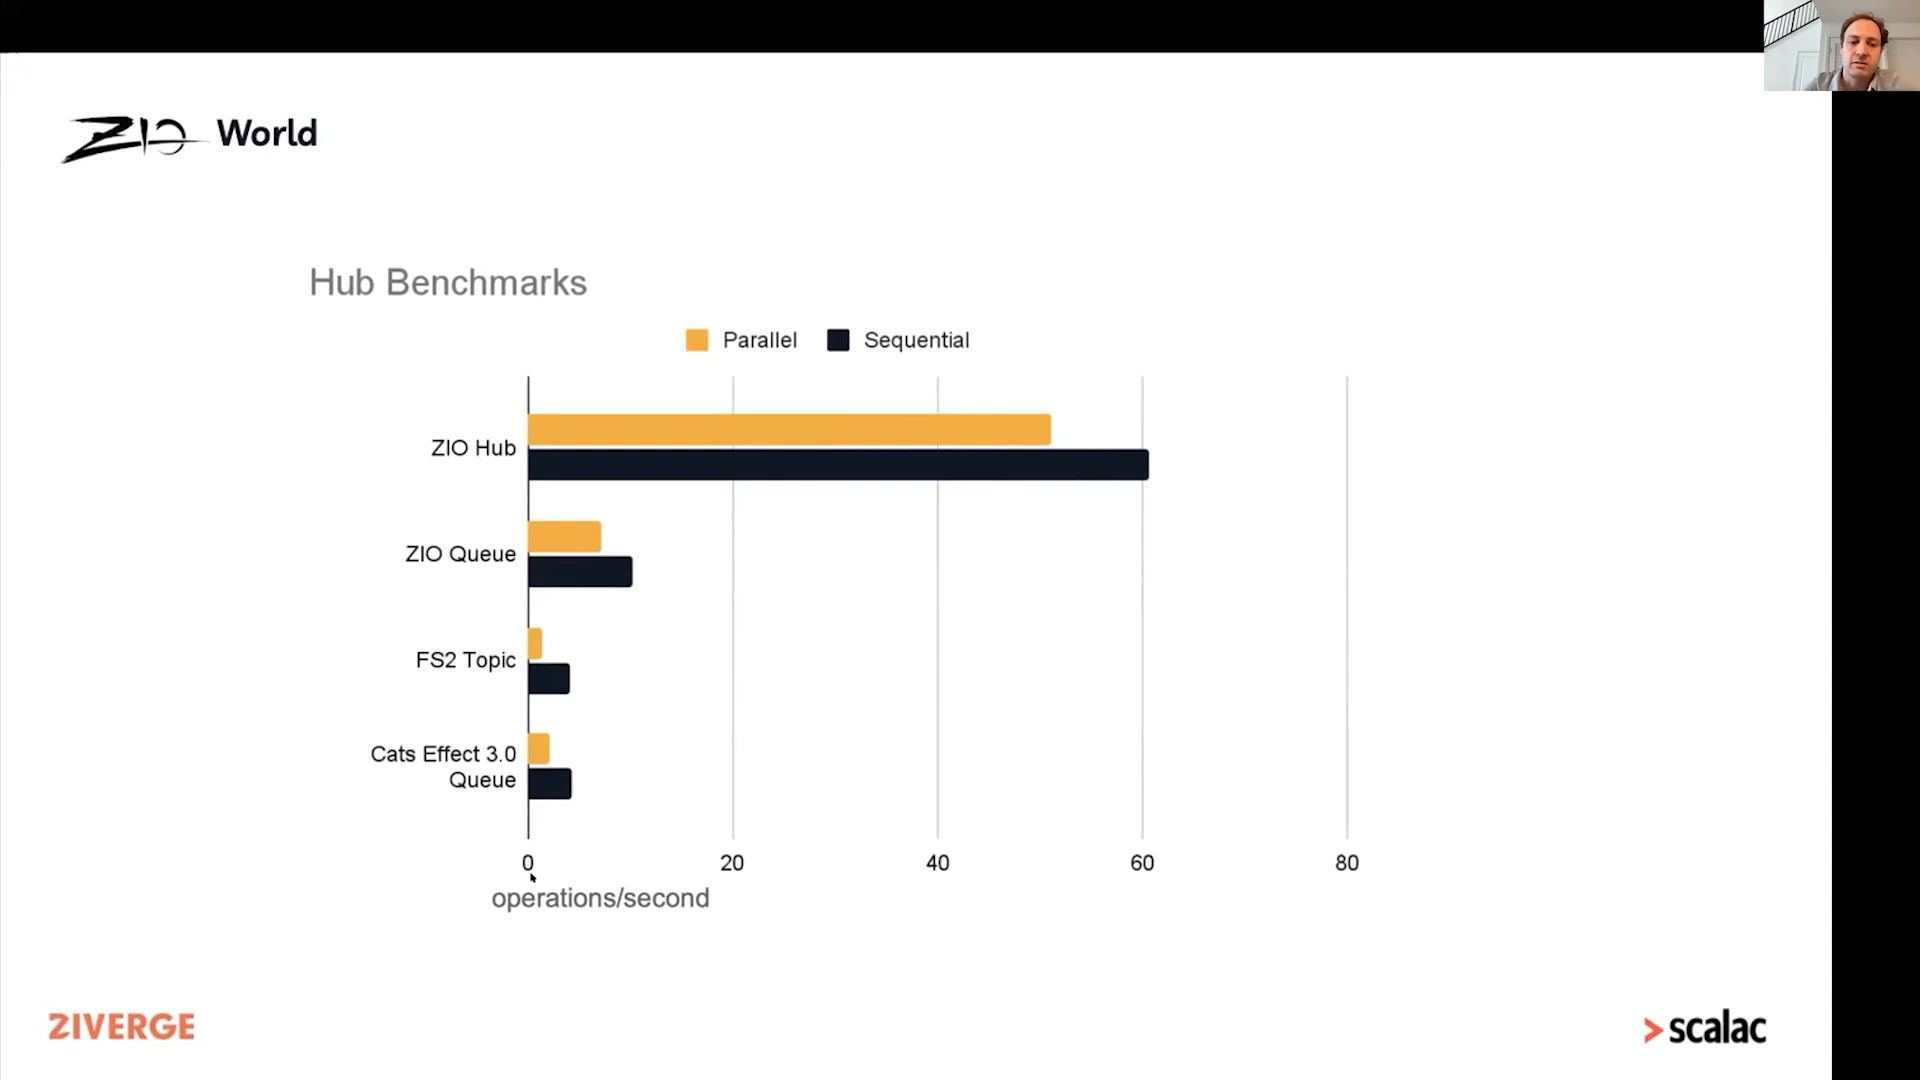 ZIO World
Hub Benchmarks
Parallel Sequential
ZIO Hub
ZIO Queue
FS2 Topic
Cats Effect 3.0
Queue
0 20 40 60 80
operations/second
ZIVERGE
scalac